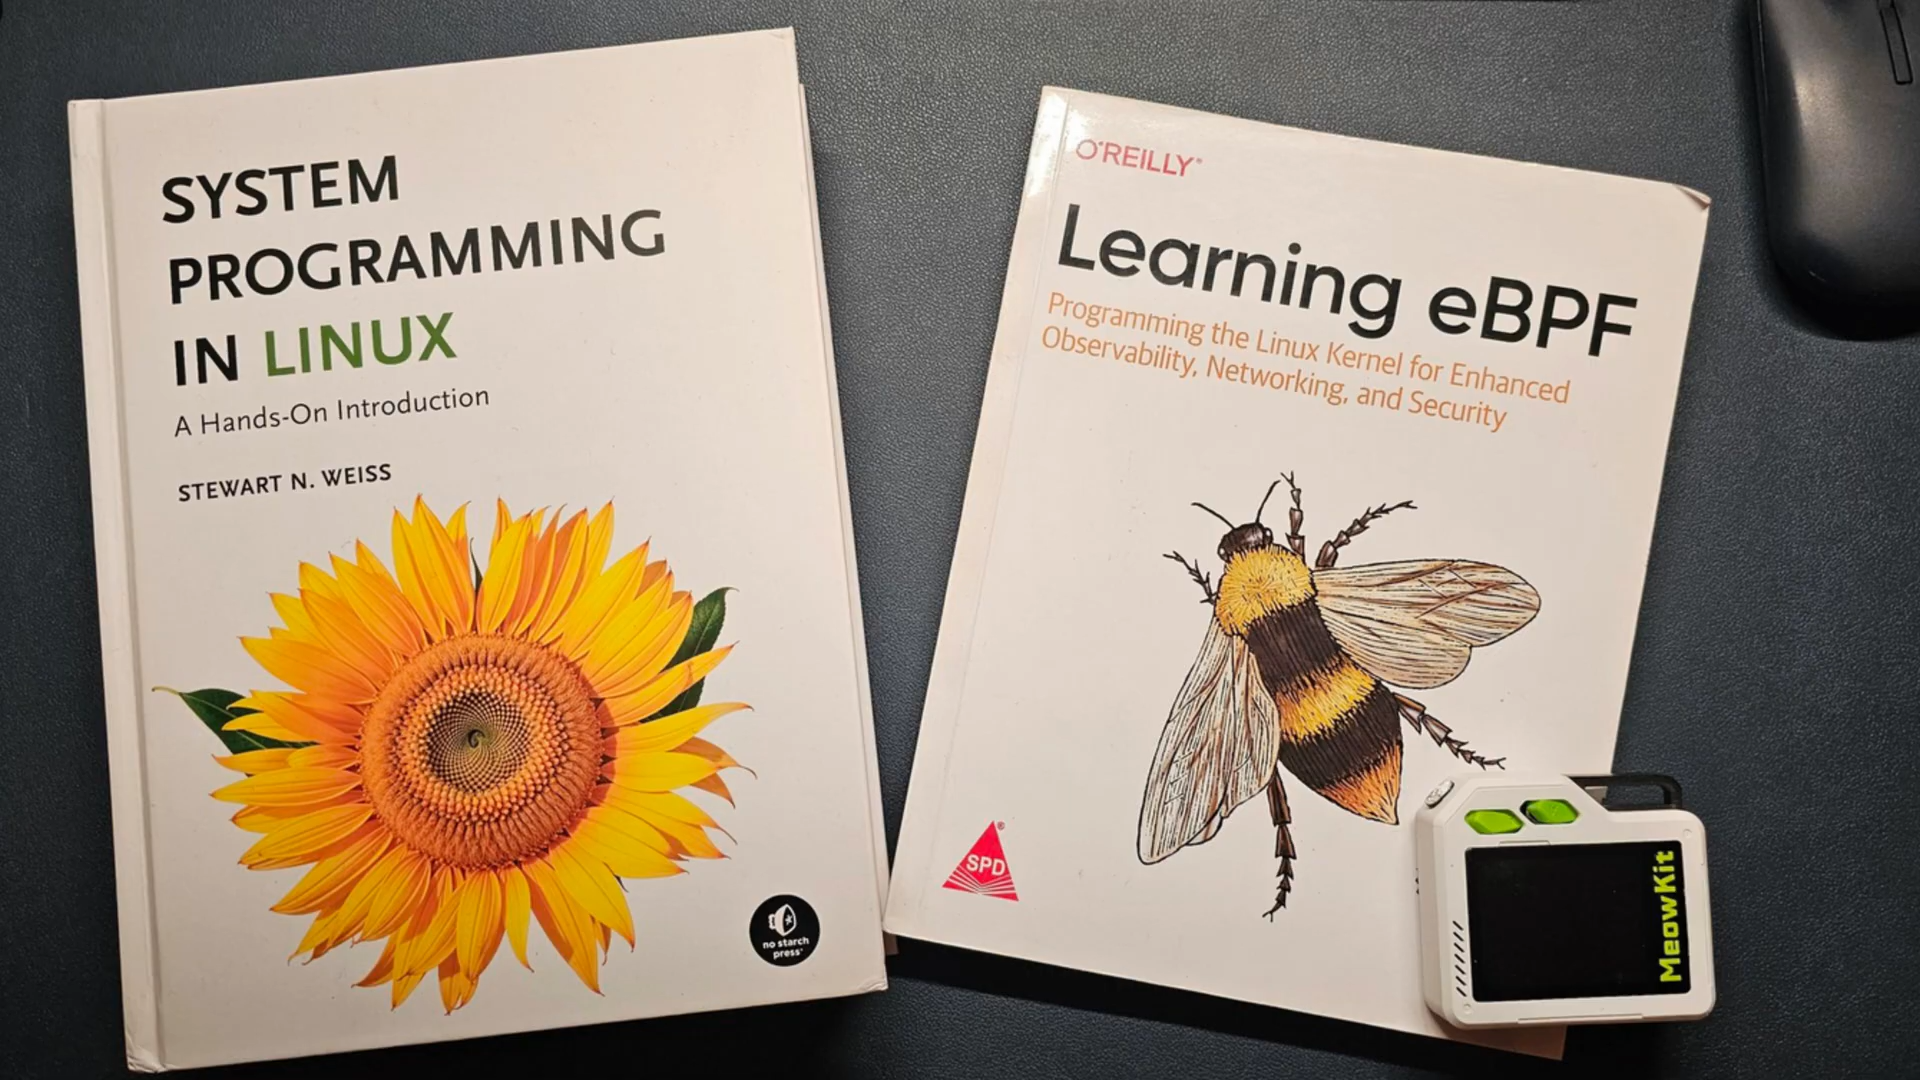 SYSTEM
PROGRAMMING
IN LINUX
A Hands-On Introduction
STEWART N. WEISS
no starch
press
O'REILLY®
Learning eBPF
Programming the Linux Kernel for Enhanced
Observability, Networking, and Security
SPD®
MeowKit